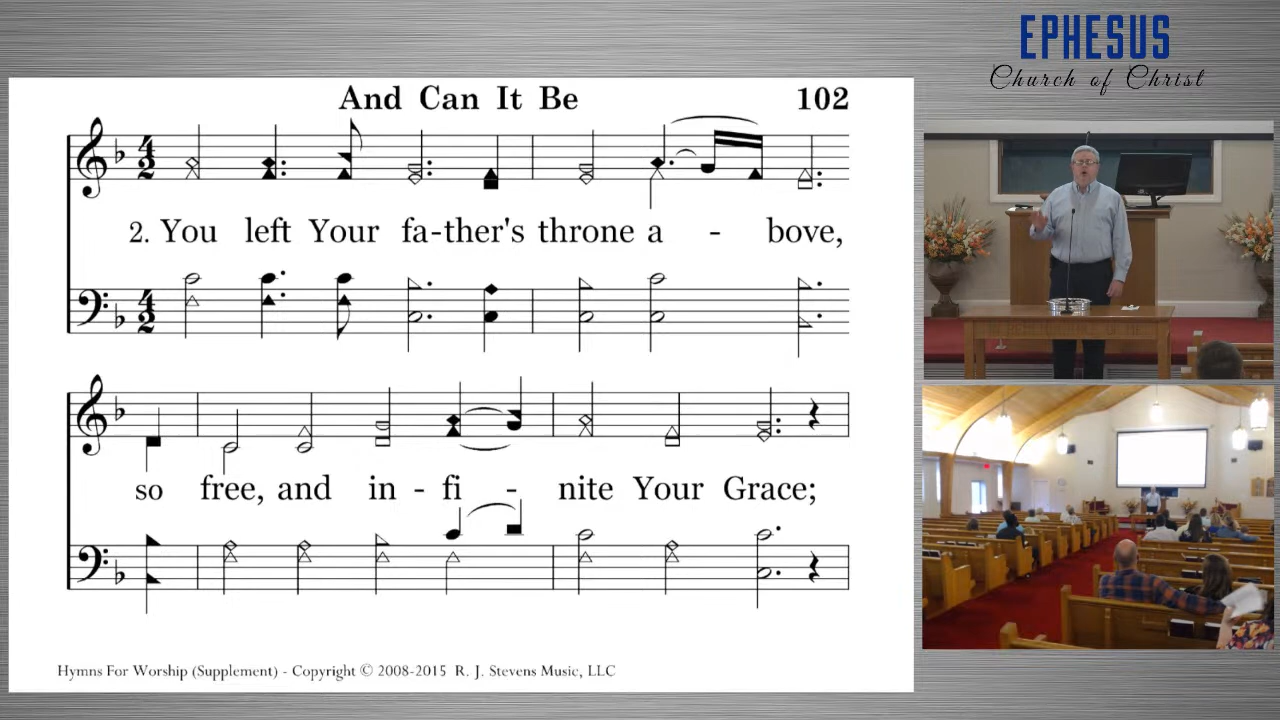 EPHESUS
Church of Christ
And Can It Be 102
2. You left Your fa-ther's throne a - bove,
so free, and in - fi - nite Your Grace;
Hymns For Worship (Supplement) - Copyright © 2008-2015 R. J. Stevens Music, LLC